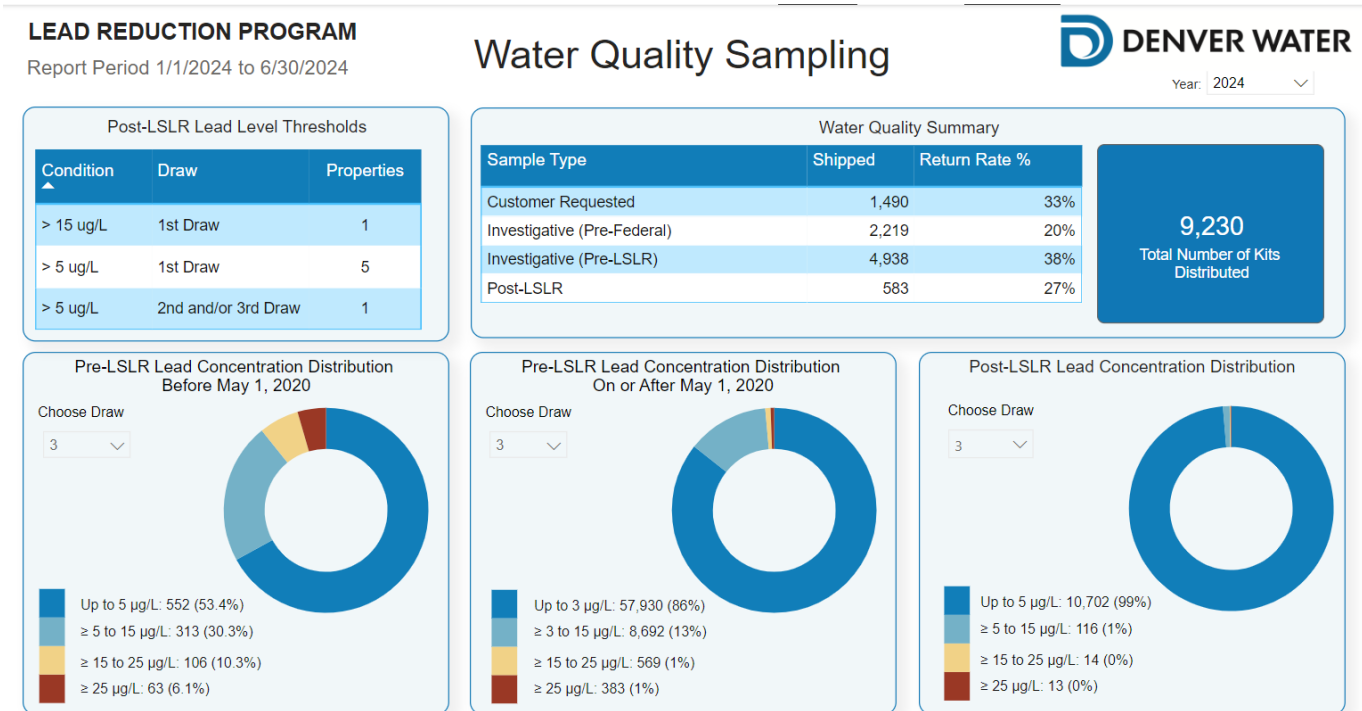 LEAD REDUCTION PROGRAM
Report Period 1/1/2024 to 6/30/2024
Water Quality Sampling
DENVER WATER
Year: 2024
Post-LSLR Lead Level Thresholds
Condition Draw Properties
> 15 ug/L 1st Draw 1
> 5 ug/L 1st Draw 5
> 5 ug/L 2nd and/or 3rd Draw 1
Water Quality Summary
Sample Type Shipped Return Rate %
Customer Requested 1,490 33%
Investigative (Pre-Federal) 2,219 20%
Investigative (Pre-LSLR) 4,938 38%
Post-LSLR 583 27%
9,230
Total Number of Kits
Distributed
Pre-LSLR Lead Concentration Distribution
Before May 1, 2020
Choose Draw
3
Up to 5 µg/L: 552 (53.4%)
≥ 5 to 15 µg/L: 313 (30.3%)
≥ 15 to 25 µg/L: 106 (10.3%)
≥ 25 µg/L: 63 (6.1%)
Pre-LSLR Lead Concentration Distribution
On or After May 1, 2020
Choose Draw
3
Up to 3 µg/L: 57,930 (86%)
≥ 3 to 15 µg/L: 8,692 (13%)
≥ 15 to 25 µg/L: 569 (1%)
≥ 25 µg/L: 383 (1%)
Post-LSLR Lead Concentration Distribution
Choose Draw
3
Up to 5 µg/L: 10,702 (99%)
≥ 5 to 15 µg/L: 116 (1%)
≥ 15 to 25 µg/L: 14 (0%)
≥ 25 µg/L: 13 (0%)